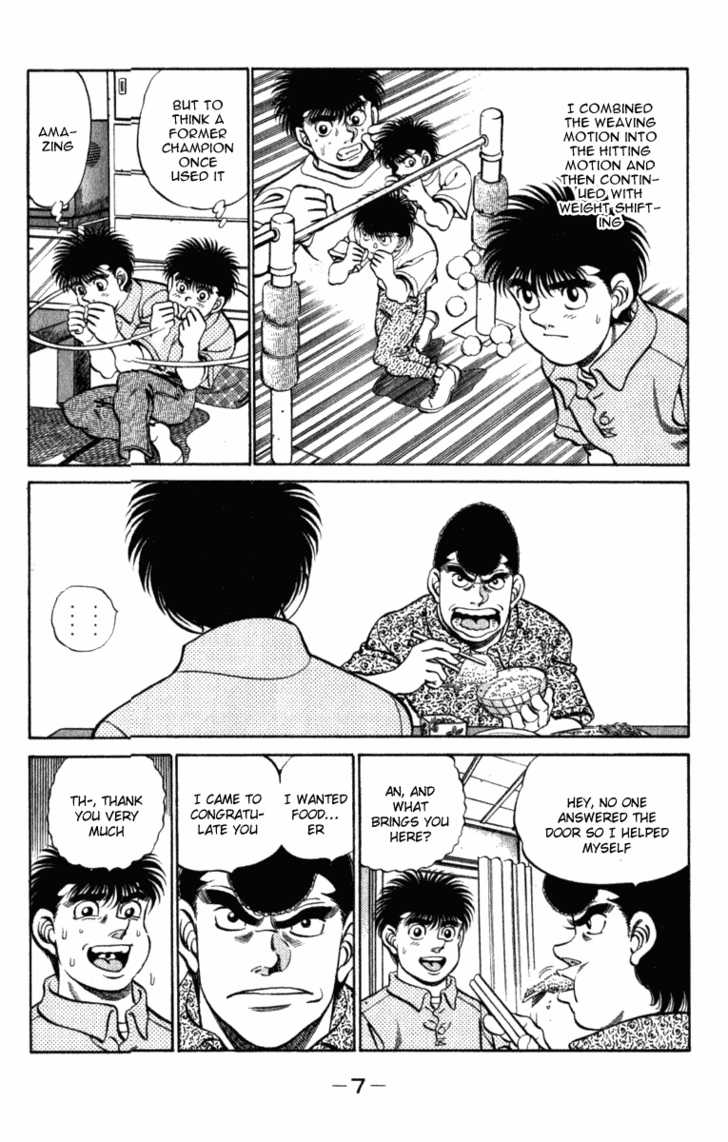 I COMBINED
THE WEAVING
MOTION INTO
THE HITTING
MOTION AND
THEN CONTIN-
UED WITH
WEIGHT SHIFT-
ING
BUT TO
THINK A
FORMER
CHAMPION
ONCE
USED IT
AMA-
ZING
HEY, NO ONE
ANSWERED THE
DOOR SO I HELPED
MYSELF
AN, AND
WHAT
BRINGS YOU
HERE?
I WANTED
FOOD...
ER
I CAME TO
CONGRATU-
LATE YOU
TH-, THANK
YOU VERY
MUCH
—7—